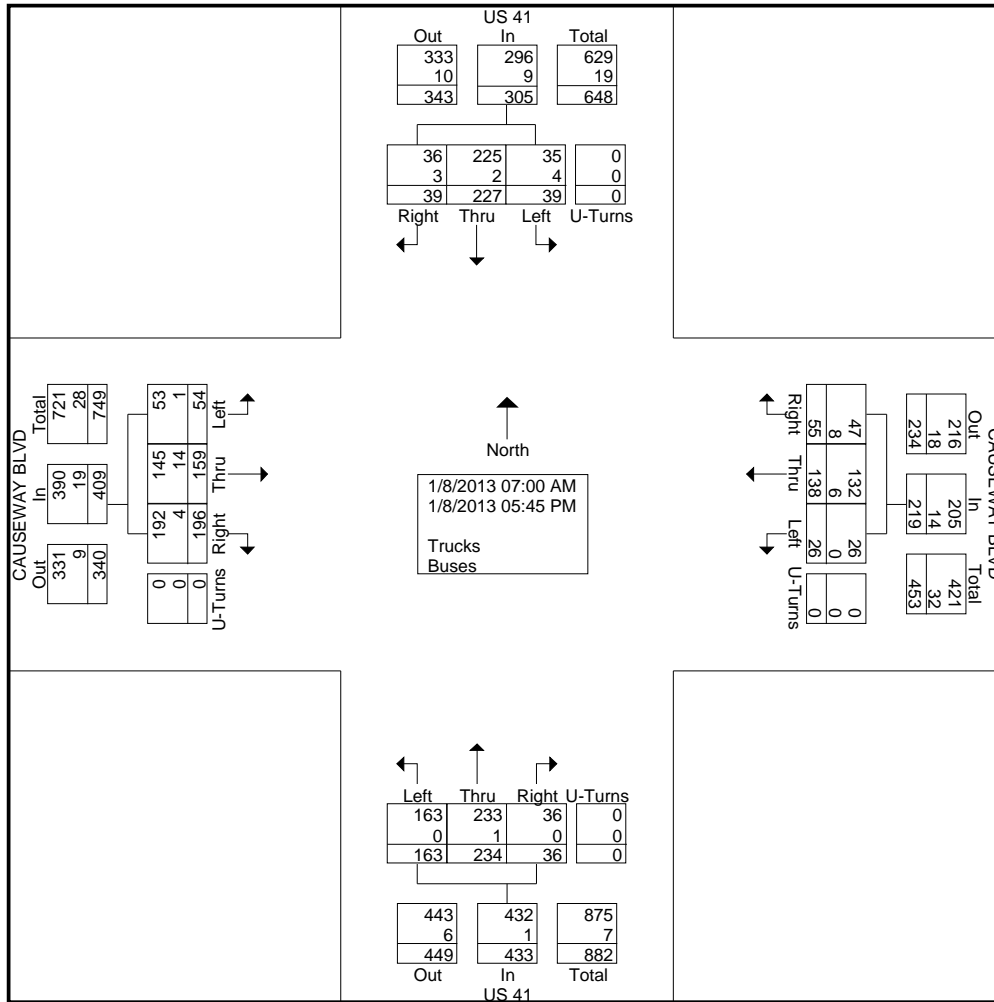 US 41
Out In Total
333 296 629
10 9 19
343 305 648
36 225 35 0
3 2 4 0
39 227 39 0
Right Thru Left U-Turns
CAUSEWAY BLVD
Out In Total
331 390 721
9 19 28
340 409 749
192 145 53
4 14 1
196 159 54
Right Thru Left
0
0
0
U-Turns
North
1/8/2013 07:00 AM
1/8/2013 05:45 PM
Trucks
Buses
Right Thru Left U-Turns
55 138 26 0
8 6 0 0
47 132 26 0
CAUSEWAY BLVD
Out In Total
216 205 421
18 14 32
234 219 453
Left Thru Right U-Turns
163 233 36 0
0 1 0 0
163 234 36 0
443 432 875
6 1 7
449 433 882
Out In Total
US 41